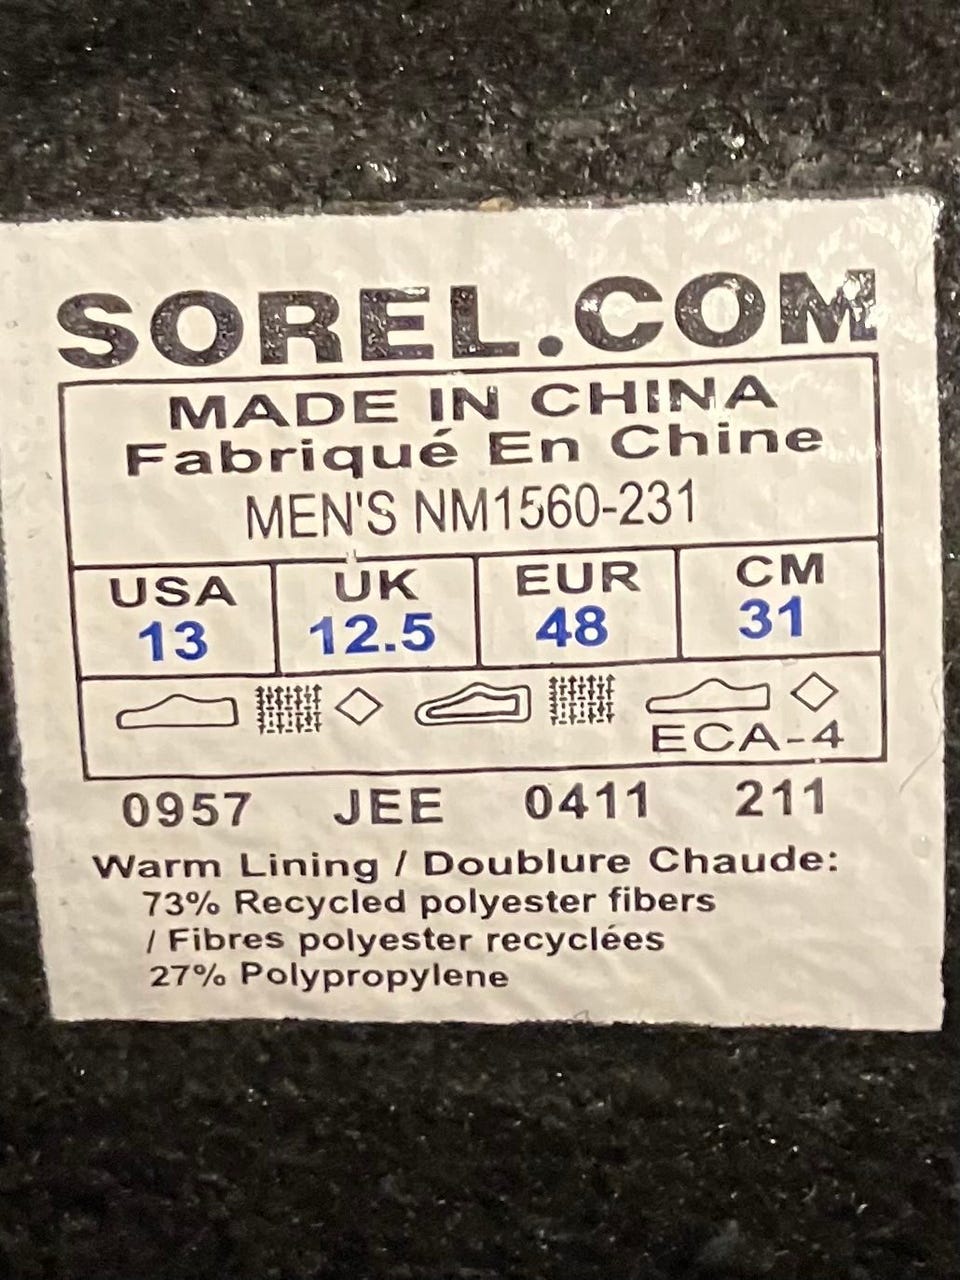 SOREL.COM
MADE IN CHINA
Fabriqué En Chine
MEN'S NM1560-231
USA UK EUR CM
13 12.5 48 31
ECA-4
0957 JEE 0411 211
Warm Lining / Doublure Chaude:
73% Recycled polyester fibers
/ Fibres polyester recyclées
27% Polypropylene